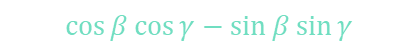 cos β cos γ − sin β sin γ